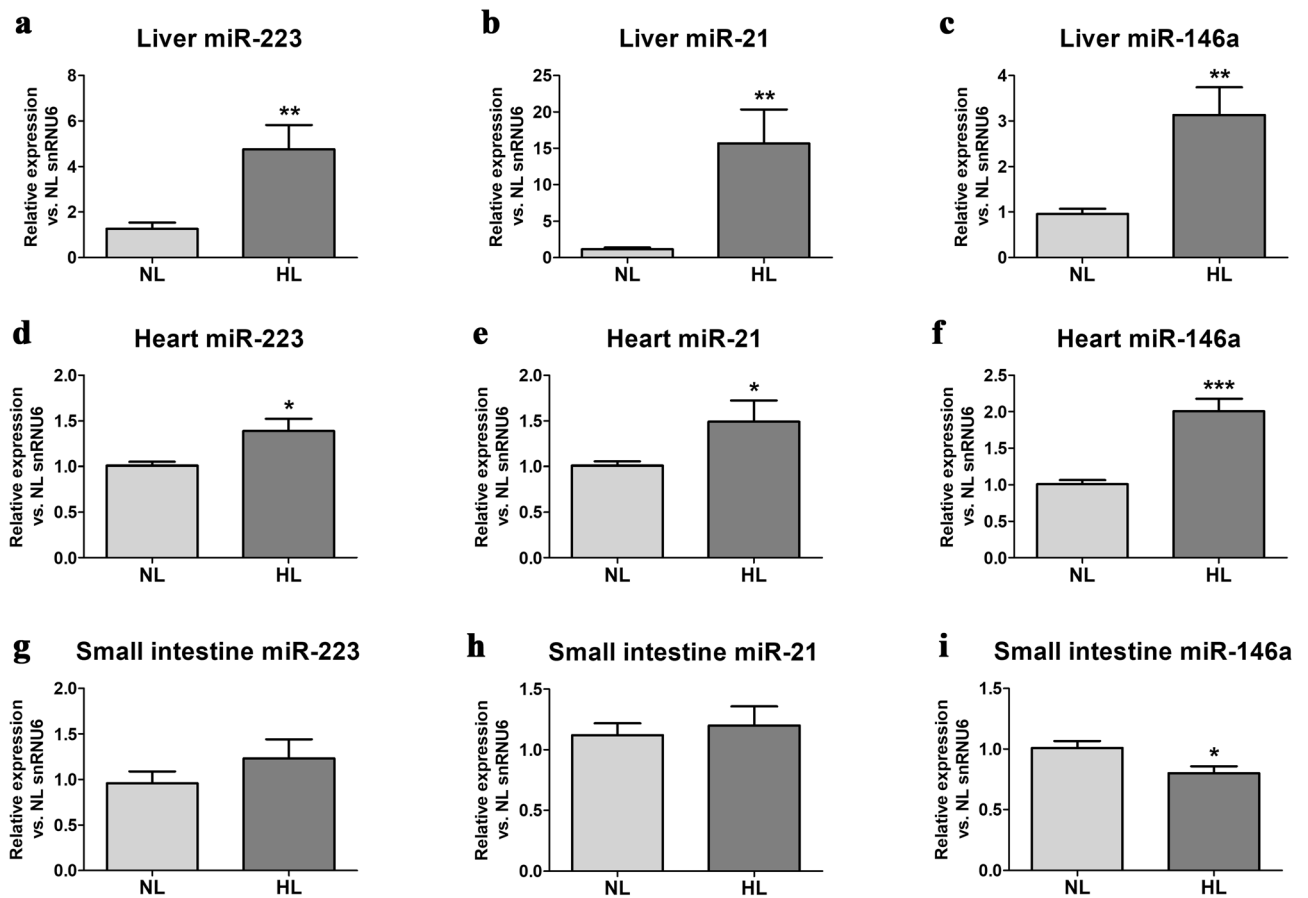 a
Liver miR-223
Relative expression
vs. NL snRNU6
8
6
4
2
0
**
NL
HL
b
Liver miR-21
Relative expression
vs. NL snRNU6
25
20
15
10
5
0
**
NL
HL
c
Liver miR-146a
Relative expression
vs. NL snRNU6
4
3
2
1
0
**
NL
HL
d
Heart miR-223
Relative expression
vs. NL snRNU6
2.0
1.5
1.0
0.5
0.0
*
NL
HL
e
Heart miR-21
Relative expression
vs. NL snRNU6
2.0
1.5
1.0
0.5
0.0
*
NL
HL
f
Heart miR-146a
Relative expression
vs. NL snRNU6
2.5
2.0
1.5
1.0
0.5
0.0
***
NL
HL
g
Small intestine miR-223
Relative expression
vs. NL snRNU6
2.0
1.5
1.0
0.5
0.0
NL
HL
h
Small intestine miR-21
Relative expression
vs. NL snRNU6
1.5
1.0
0.5
0.0
NL
HL
i
Small intestine miR-146a
Relative expression
vs. NL snRNU6
1.5
1.0
0.5
0.0
*
NL
HL